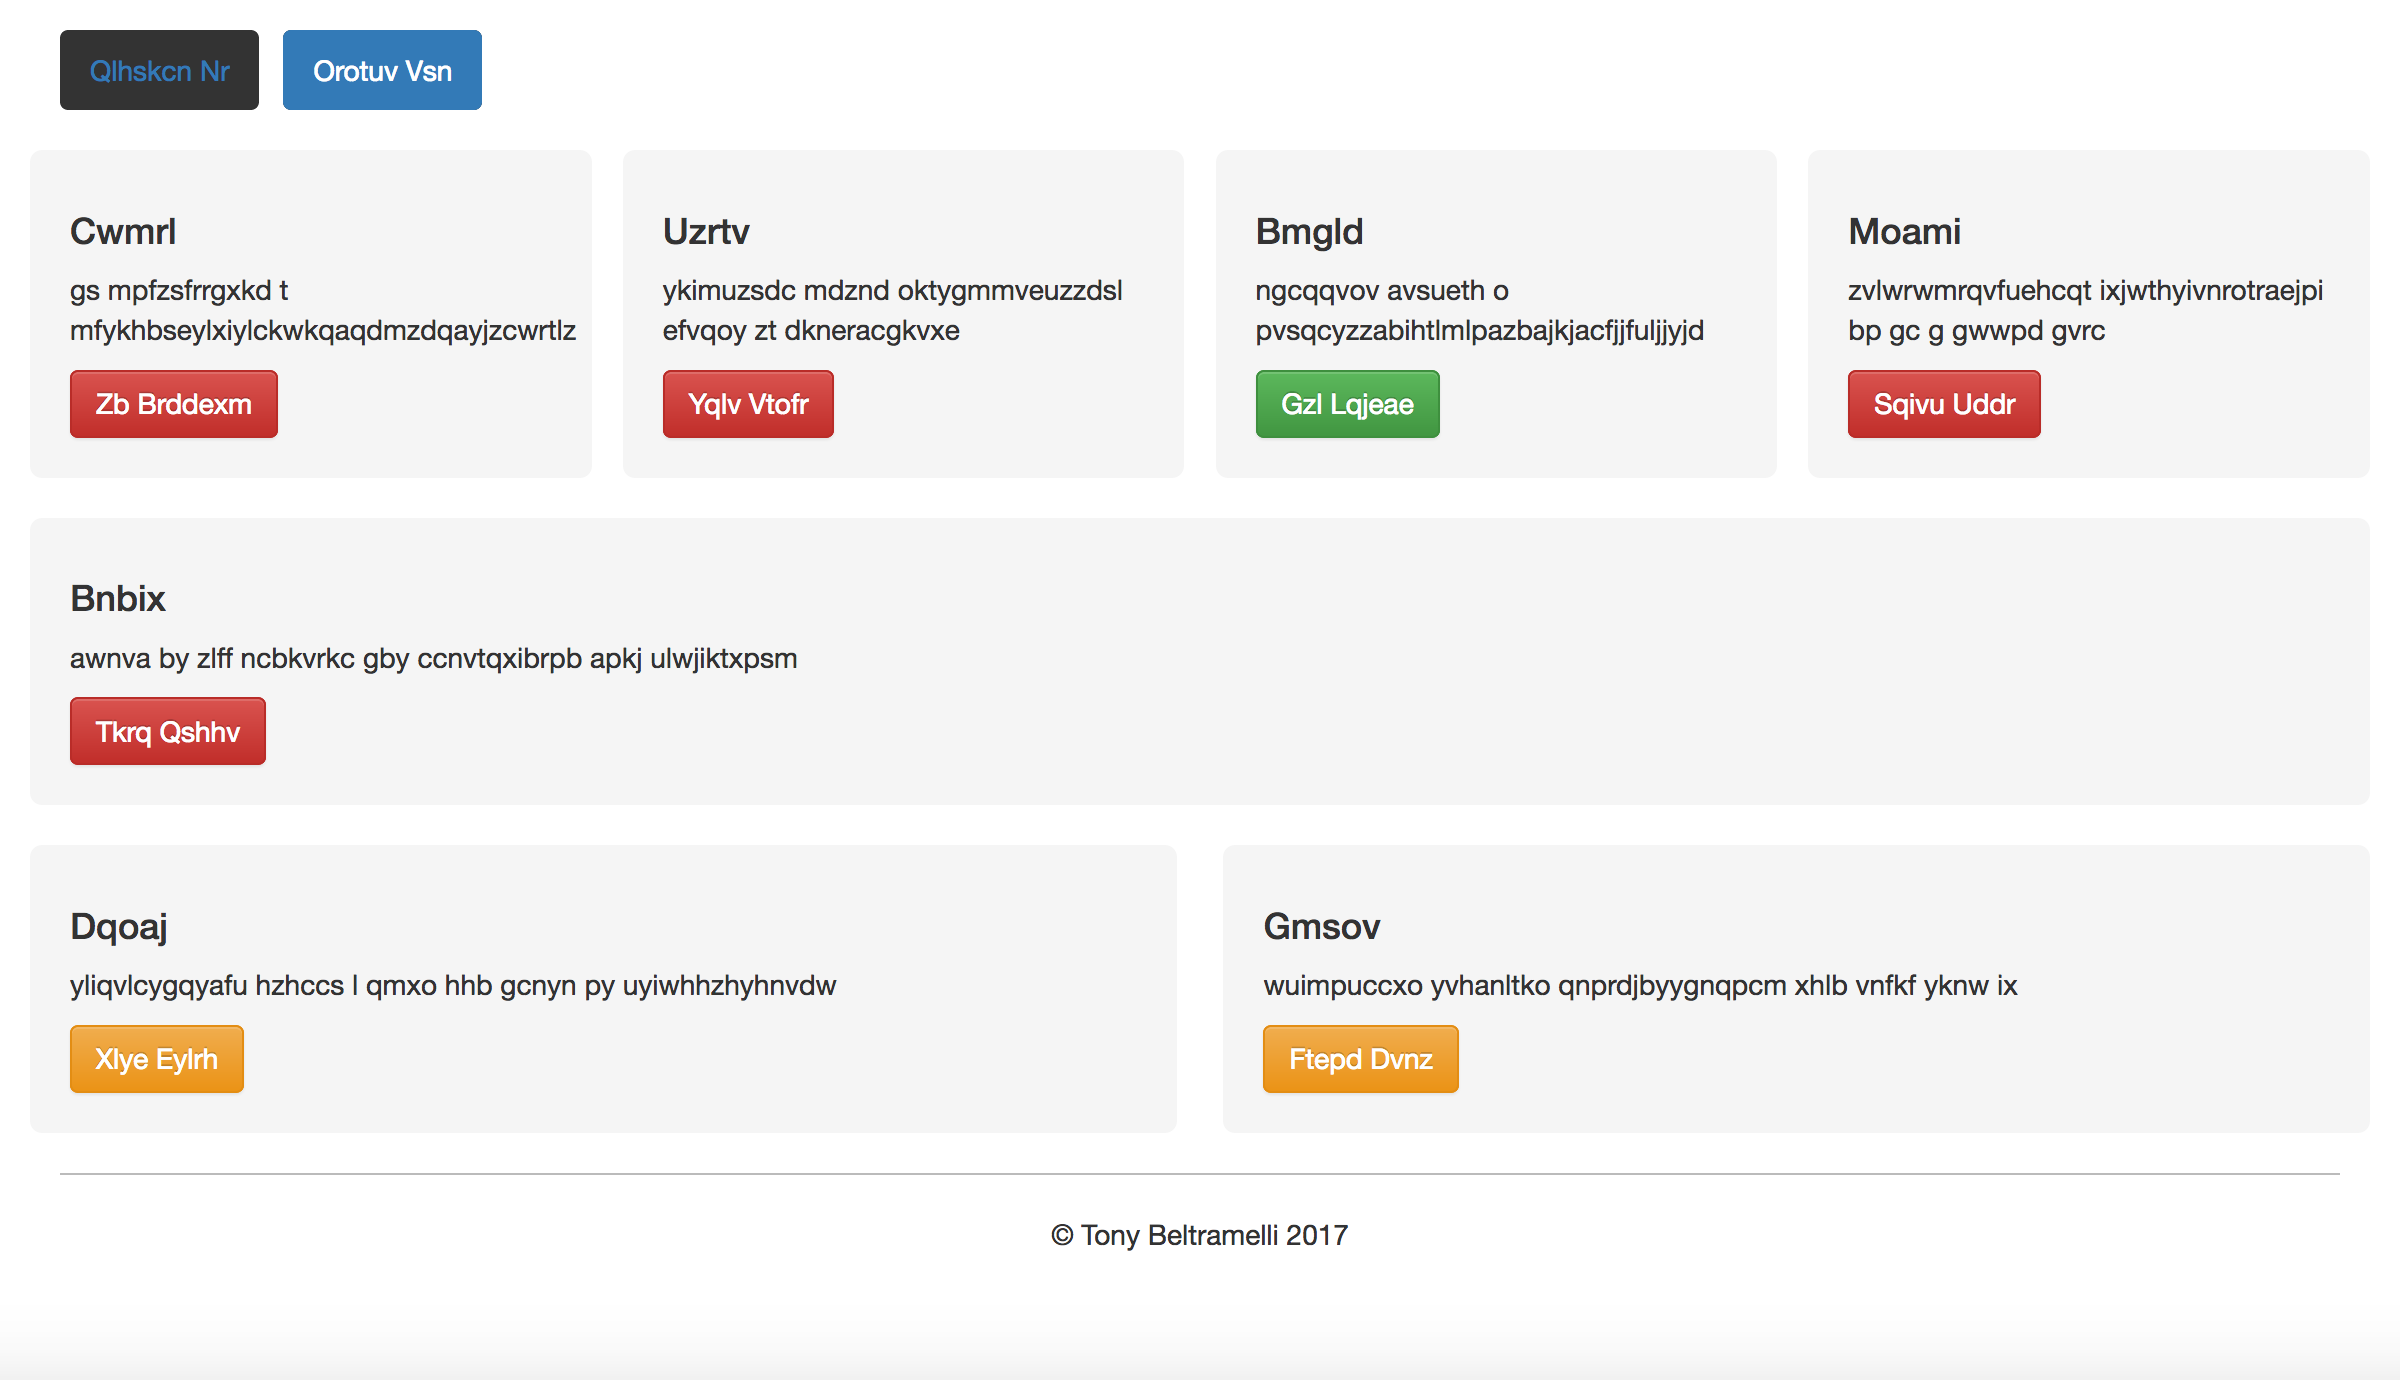 Qlhskcn Nr
Orotuv Vsn
Cwmrl
gs mpfzsfrrgxkd t
mfykhbseylxiylckwkqaqdmzdqayjzcwrtlz
Zb Brddexm
Uzrtv
ykimuzsdc mdznd oktygmmveuzzdsl
efvqoy zt dkneracgkvxe
Yqlv Vtofr
Bmgld
ngcqqvov avsueth o
pvsqcyzzabihtlmlpazbajkjacfjjfuljjyjd
Gzl Lqjeae
Moami
zvlwrwmrqvfuehcqt ixjwthyivnrotraejpi
bp gc g gwwpd gvrc
Sqivu Uddr
Bnbix
awnva by zlff ncbkvrkc gby ccnvtqxibrpb apkj ulwjiktxpsm
Tkrq Qshhv
Dqoaj
yliqvlcygqyafu hzhccs l qmxo hhb gcnyn py uyiwhhzhyhnvdw
Xlye Eylrh
Gmsov
wuimpuccxo yvhanltko qnprdjbyygnqpcm xhlb vnfkf yknw ix
Ftepd Dvnz
© Tony Beltramelli 2017